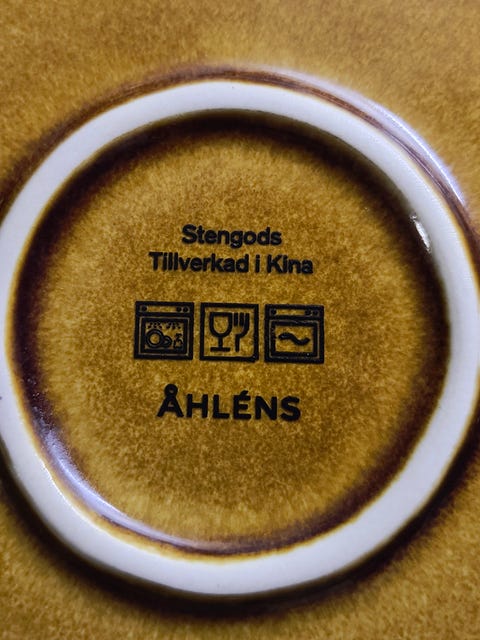 Stengods
Tillverkad i Kina
ÅHLÉNS